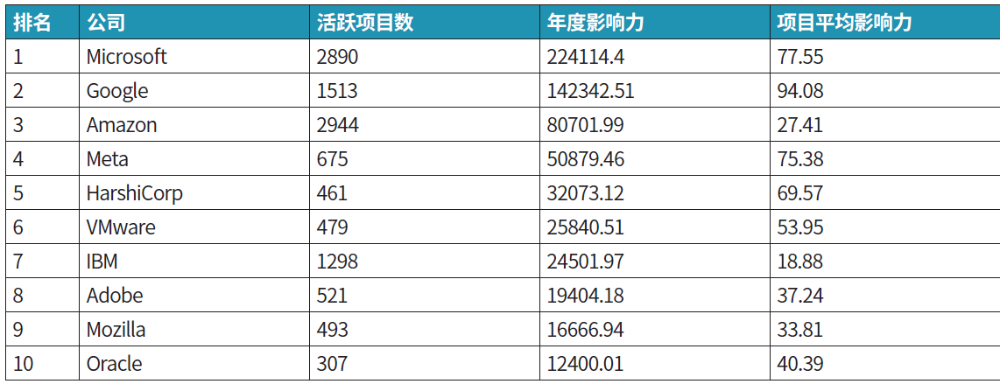 排名 公司 活跃项目数 年度影响力 项目平均影响力
1 Microsoft 2890 224114.4 77.55
2 Google 1513 142342.51 94.08
3 Amazon 2944 80701.99 27.41
4 Meta 675 50879.46 75.38
5 HarshiCorp 461 32073.12 69.57
6 VMware 479 25840.51 53.95
7 IBM 1298 24501.97 18.88
8 Adobe 521 19404.18 37.24
9 Mozilla 493 16666.94 33.81
10 Oracle 307 12400.01 40.39